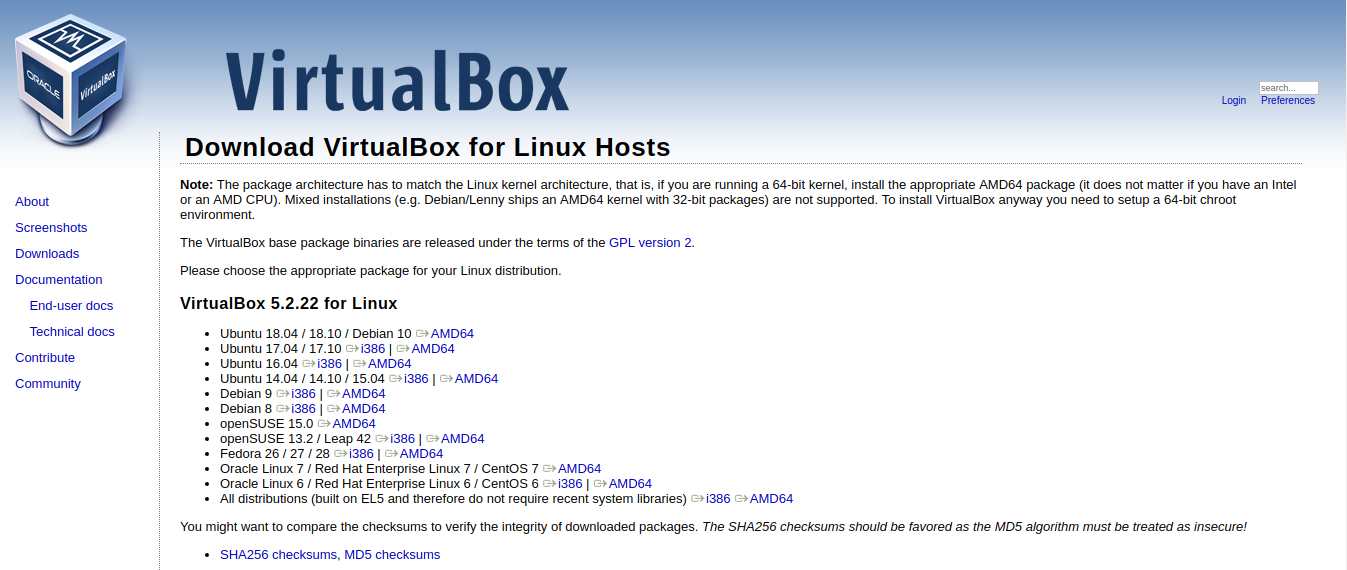 ORACLE
VirtualBox
VirtualBox
search...
Login Preferences
Download VirtualBox for Linux Hosts
About
Screenshots
Downloads
Documentation
End-user docs
Technical docs
Contribute
Community
Note: The package architecture has to match the Linux kernel architecture, that is, if you are running a 64-bit kernel, install the appropriate AMD64 package (it does not matter if you have an Intel
or an AMD CPU). Mixed installations (e.g. Debian/Lenny ships an AMD64 kernel with 32-bit packages) are not supported. To install VirtualBox anyway you need to setup a 64-bit chroot
environment.
The VirtualBox base package binaries are released under the terms of the GPL version 2.
Please choose the appropriate package for your Linux distribution.
VirtualBox 5.2.22 for Linux
• Ubuntu 18.04 / 18.10 / Debian 10 AMD64
• Ubuntu 17.04 / 17.10 i386 | AMD64
• Ubuntu 16.04 i386 | AMD64
• Ubuntu 14.04 / 14.10 / 15.04 i386 | AMD64
• Debian 9 i386 | AMD64
• Debian 8 i386 | AMD64
• openSUSE 15.0 AMD64
• openSUSE 13.2 / Leap 42 i386 | AMD64
• Fedora 26 / 27 / 28 i386 | AMD64
• Oracle Linux 7 / Red Hat Enterprise Linux 7 / CentOS 7 AMD64
• Oracle Linux 6 / Red Hat Enterprise Linux 6 / CentOS 6 i386 | AMD64
• All distributions (built on EL5 and therefore do not require recent system libraries) i386 AMD64
You might want to compare the checksums to verify the integrity of downloaded packages. The SHA256 checksums should be favored as the MD5 algorithm must be treated as insecure!
• SHA256 checksums, MD5 checksums